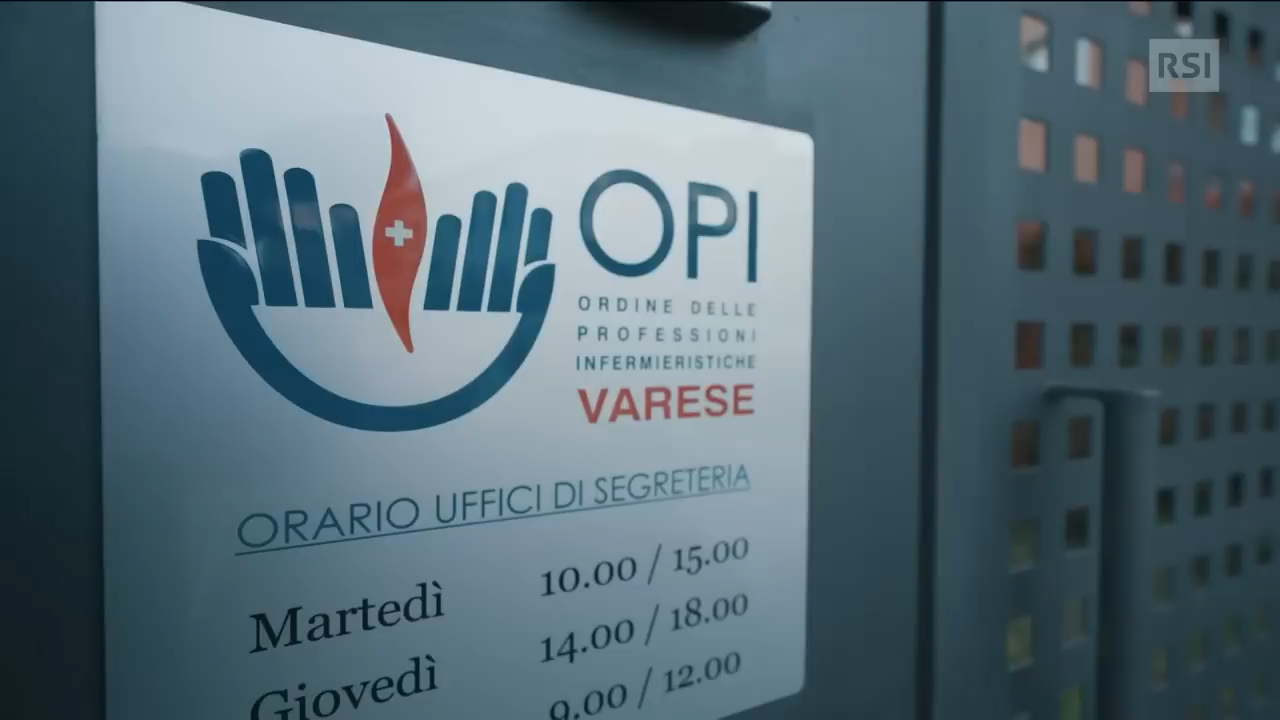 RSI
OPI
ORDINE DELLE
PROFESSIONI
INFERMIERISTICHE
VARESE
ORARIO UFFICI DI SEGRETERIA
Martedì 10.00 / 15.00
Giovedì 14.00 / 18.00
9.00 / 12.00